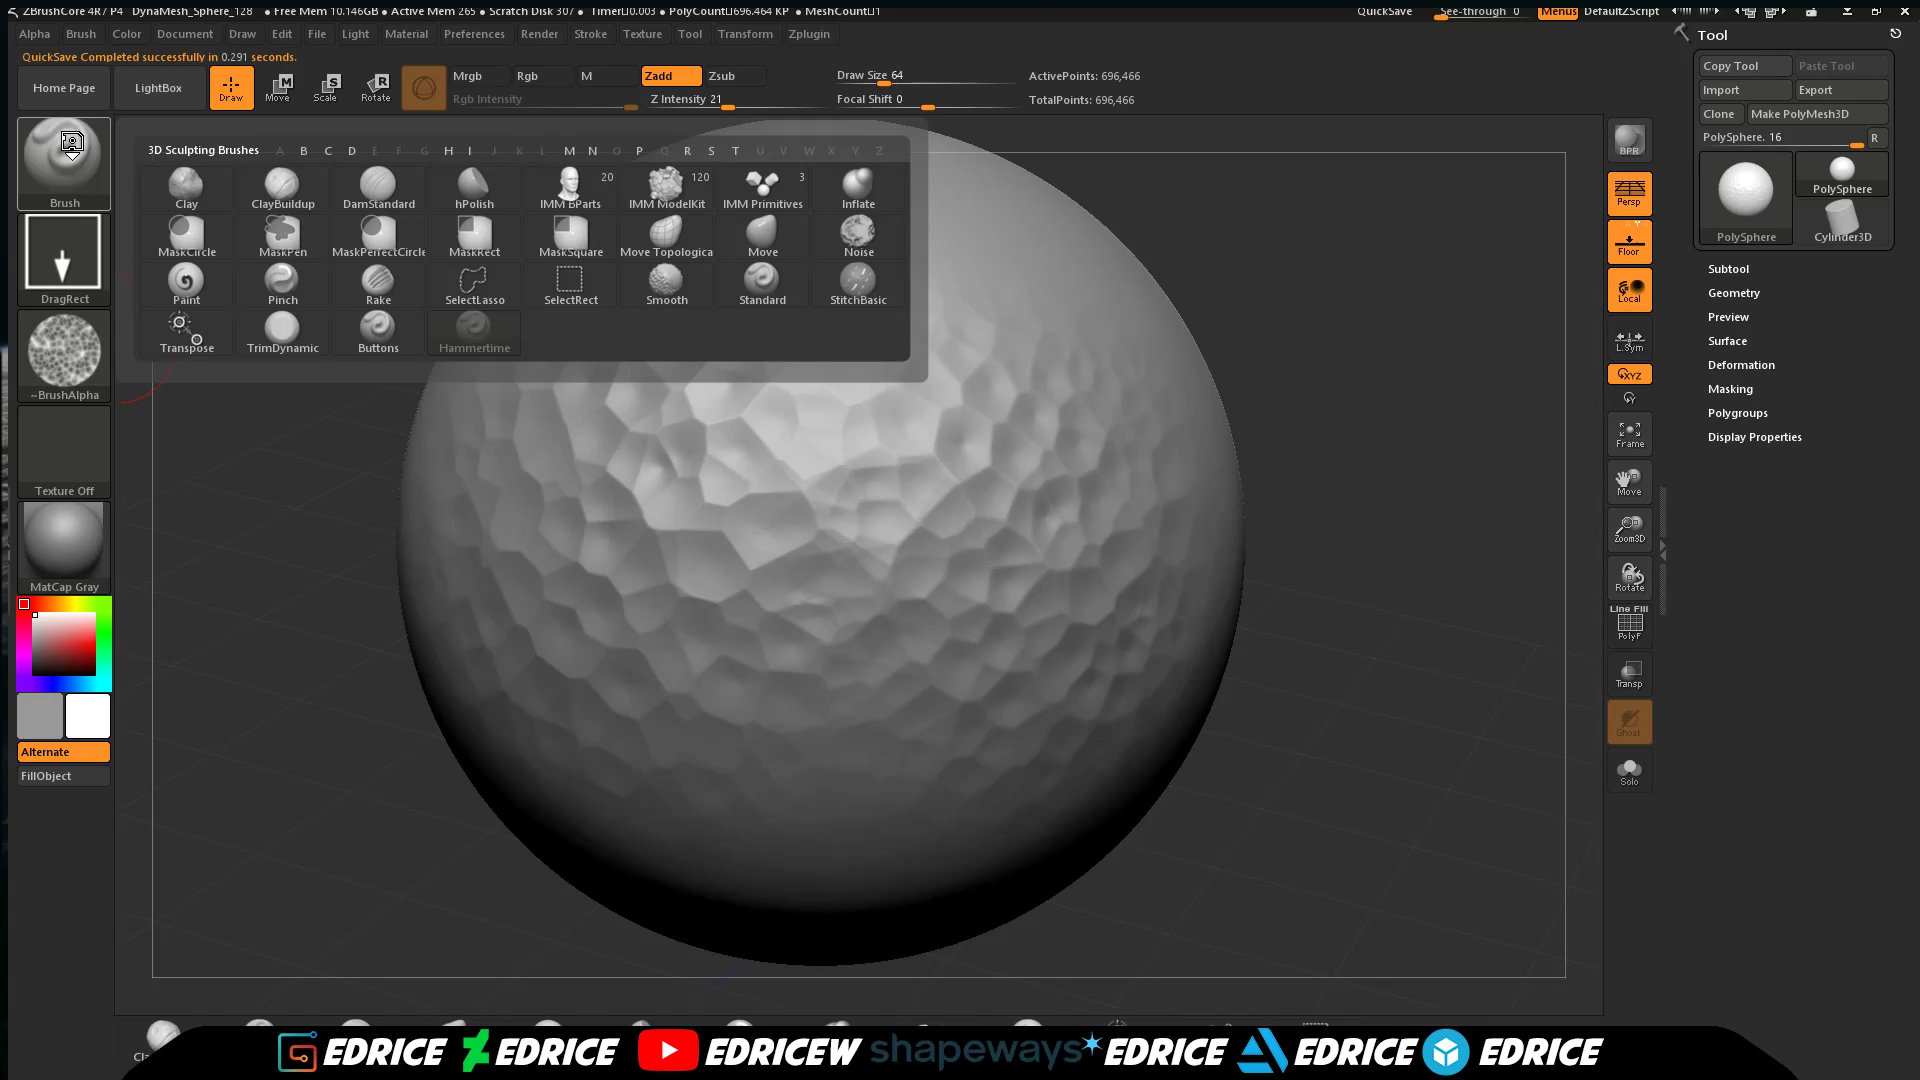 ZBrushCore 4R7 P4 DynaMesh_Sphere_128 • Free Mem 10.146GB • Active Mem 265 • Scratch Disk 307 • Timer▯0.003 • PolyCount▯696.464 KP • MeshCount▯1 QuickSave See-through 0 Menus DefaultZScript
Alpha Brush Color Document Draw Edit File Light Material Preferences Render Stroke Texture Tool Transform Zplugin
Tool
QuickSave Completed successfully in 0.291 seconds.
Copy Tool Paste Tool
Home Page LightBox Draw Move Scale Rotate
Mrgb Rgb M Zadd Zsub
Draw Size 64
ActivePoints: 696,466
Rgb Intensity
Z Intensity 21
Focal Shift 0
TotalPoints: 696,466
Import Export
Clone Make PolyMesh3D
PolySphere. 16 R
PolySphere PolySphere
Cylinder3D
Brush
3D Sculpting Brushes A B C D E F G H I J K L M N O P Q R S T U V W X Y Z
20 120 3
Clay ClayBuildup DamStandard hPolish IMM BParts IMM ModelKit IMM Primitives Inflate
MaskCircle MaskPen MaskPerfectCircle MaskRect MaskSquare Move Topologica Move Noise
Paint Pinch Rake SelectLasso SelectRect Smooth Standard StitchBasic
Transpose TrimDynamic Buttons Hammertime
DragRect
~BrushAlpha
Texture Off
MatCap Gray
Alternate
FillObject
BPR
Persp
Floor
Local
L.Sym
XYZ
Y
Frame
Move
Zoom3D
Rotate
Line Fill
PolyF
Transp
Ghost
Solo
Subtool
Geometry
Preview
Surface
Deformation
Masking
Polygroups
Display Properties
EDRICE EDRICE EDRICEW shapeways EDRICE EDRICE EDRICE